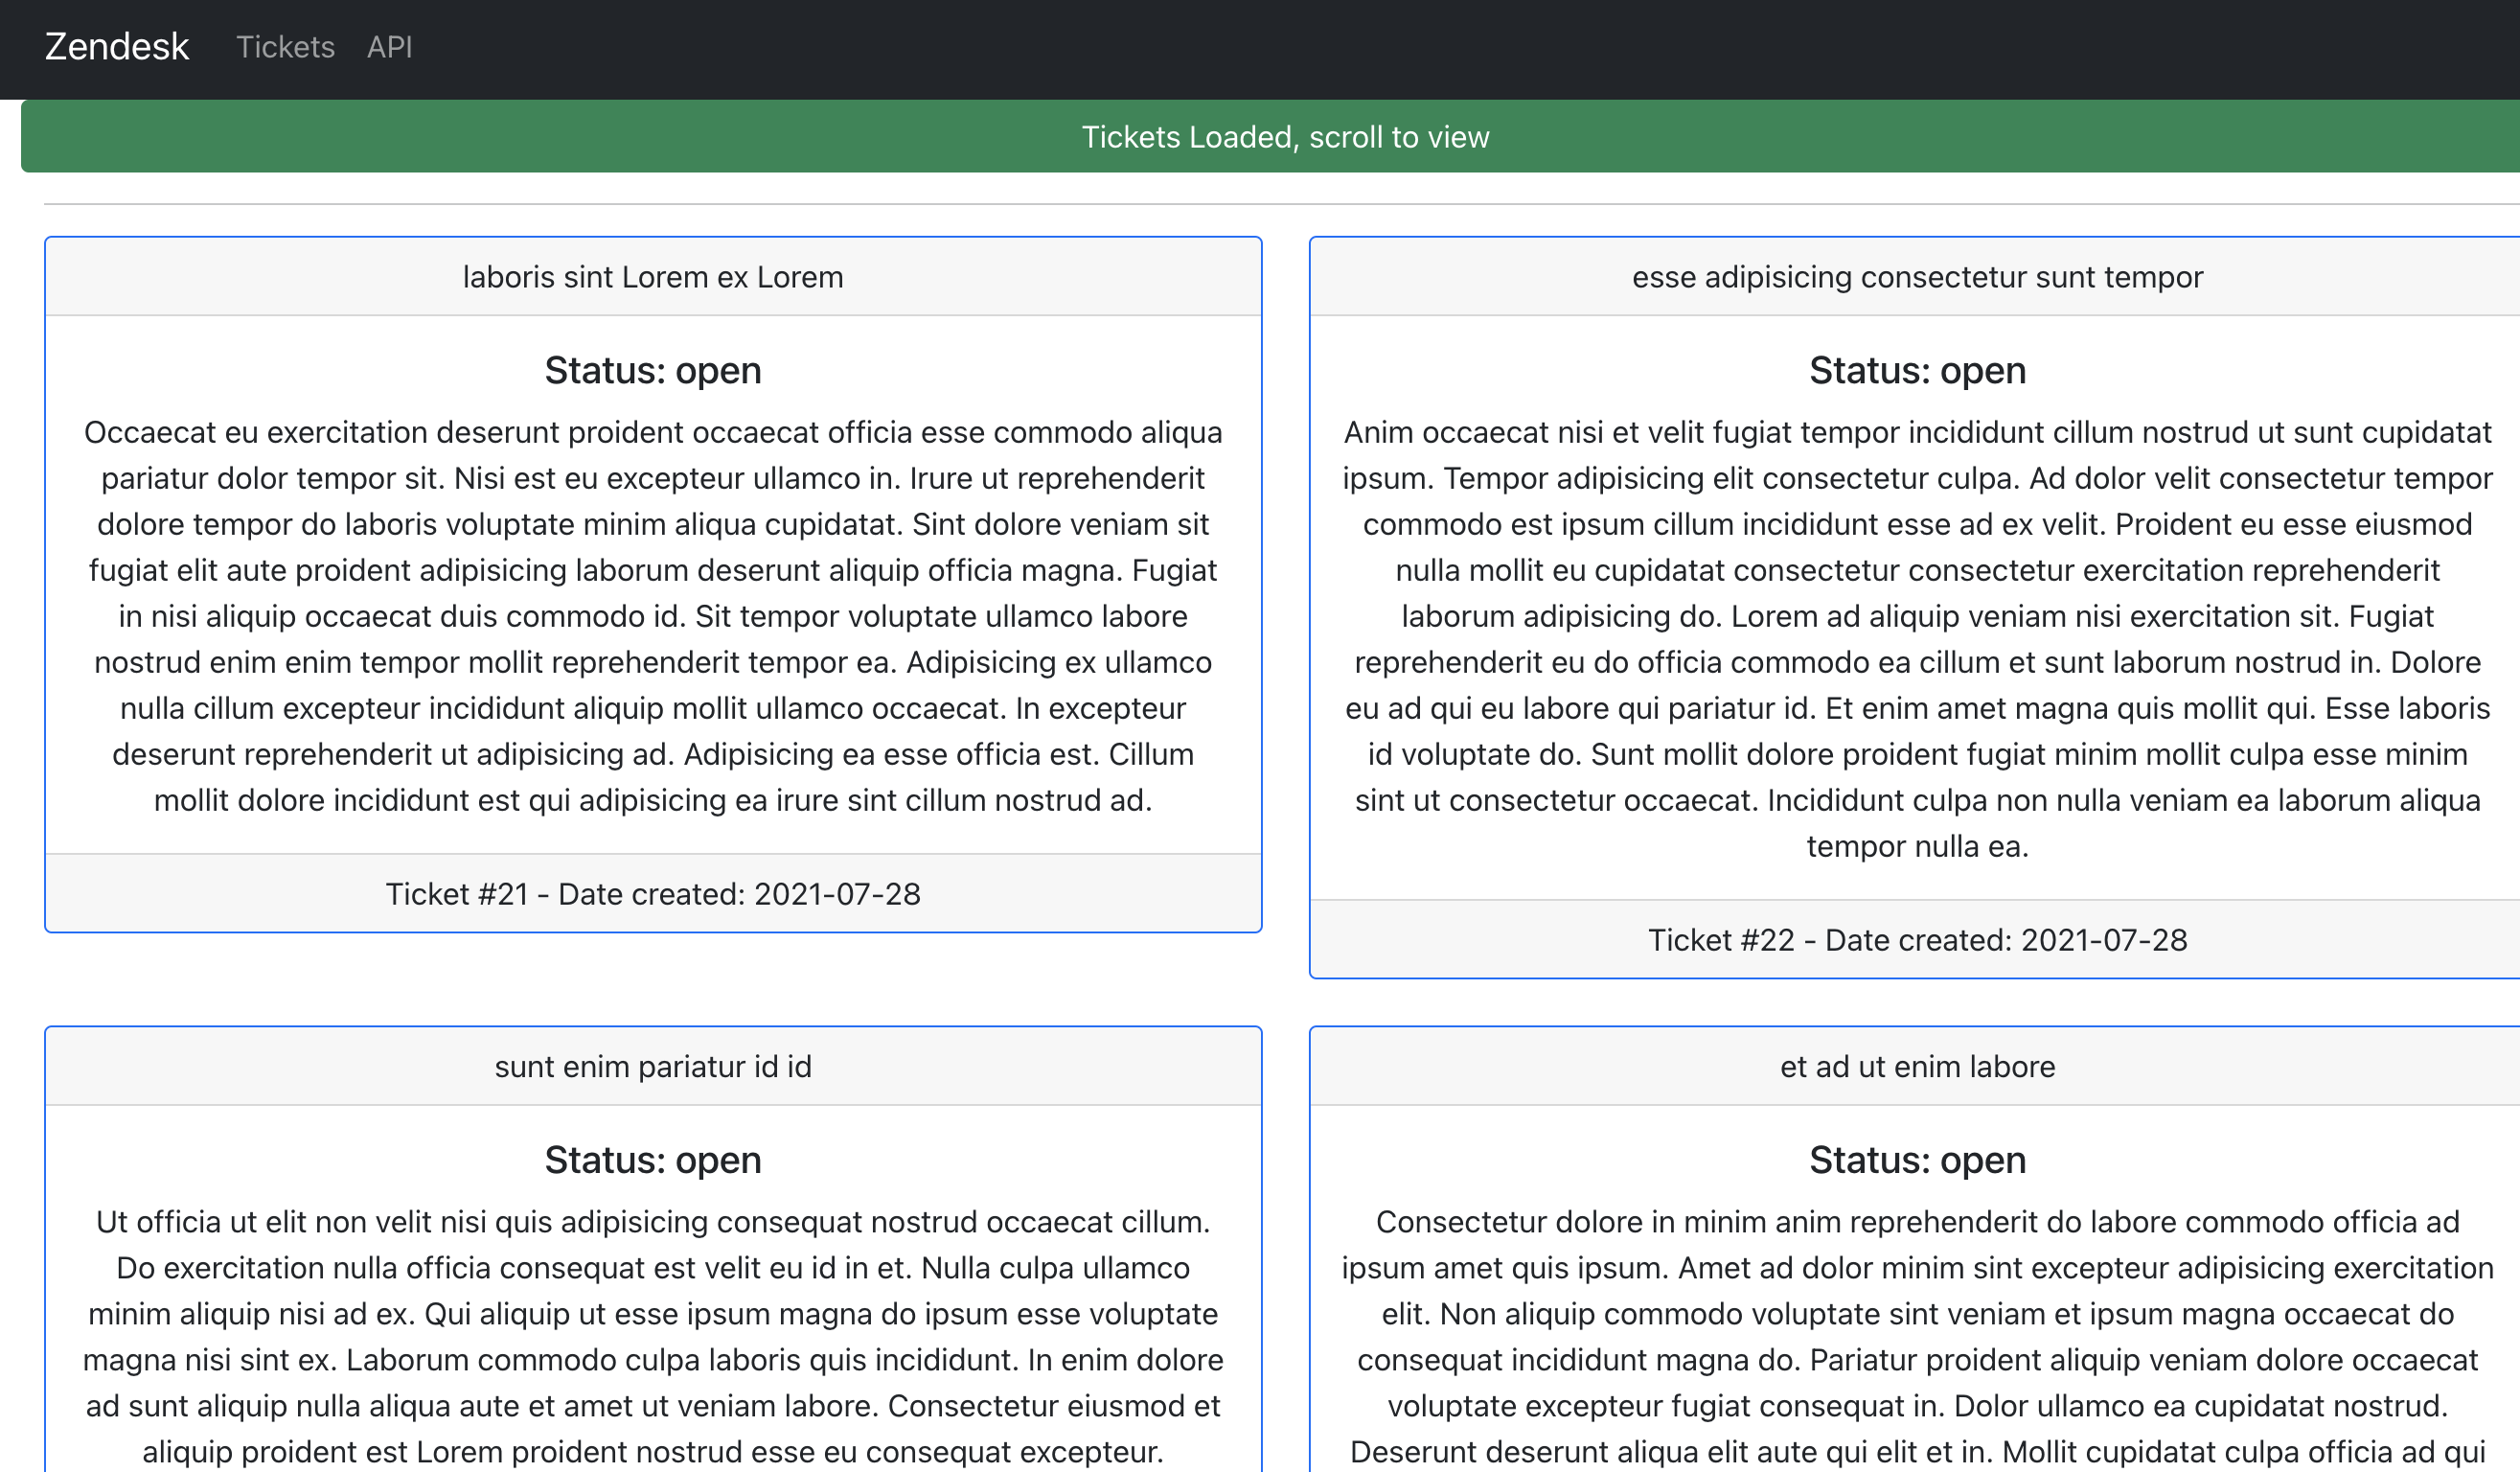 Zendesk Tickets API
Tickets Loaded, scroll to view
laboris sint Lorem ex Lorem
Status: open
Occaecat eu exercitation deserunt proident occaecat officia esse commodo aliqua
pariatur dolor tempor sit. Nisi est eu excepteur ullamco in. Irure ut reprehenderit
dolore tempor do laboris voluptate minim aliqua cupidatat. Sint dolore veniam sit
fugiat elit aute proident adipisicing laborum deserunt aliquip officia magna. Fugiat
in nisi aliquip occaecat duis commodo id. Sit tempor voluptate ullamco labore
nostrud enim enim tempor mollit reprehenderit tempor ea. Adipisicing ex ullamco
nulla cillum excepteur incididunt aliquip mollit ullamco occaecat. In excepteur
deserunt reprehenderit ut adipisicing ad. Adipisicing ea esse officia est. Cillum
mollit dolore incididunt est qui adipisicing ea irure sint cillum nostrud ad.
Ticket #21 - Date created: 2021-07-28
esse adipisicing consectetur sunt tempor
Status: open
Anim occaecat nisi et velit fugiat tempor incididunt cillum nostrud ut sunt cupidatat
ipsum. Tempor adipisicing elit consectetur culpa. Ad dolor velit consectetur tempor
commodo est ipsum cillum incididunt esse ad ex velit. Proident eu esse eiusmod
nulla mollit eu cupidatat consectetur consectetur exercitation reprehenderit
laborum adipisicing do. Lorem ad aliquip veniam nisi exercitation sit. Fugiat
reprehenderit eu do officia commodo ea cillum et sunt laborum nostrud in. Dolore
eu ad qui eu labore qui pariatur id. Et enim amet magna quis mollit qui. Esse laboris
id voluptate do. Sunt mollit dolore proident fugiat minim mollit culpa esse minim
sint ut consectetur occaecat. Incididunt culpa non nulla veniam ea laborum aliqua
tempor nulla ea.
Ticket #22 - Date created: 2021-07-28
sunt enim pariatur id id
Status: open
Ut officia ut elit non velit nisi quis adipisicing consequat nostrud occaecat cillum.
Do exercitation nulla officia consequat est velit eu id in et. Nulla culpa ullamco
minim aliquip nisi ad ex. Qui aliquip ut esse ipsum magna do ipsum esse voluptate
magna nisi sint ex. Laborum commodo culpa laboris quis incididunt. In enim dolore
ad sunt aliquip nulla aliqua aute et amet ut veniam labore. Consectetur eiusmod et
aliquip proident est Lorem proident nostrud esse eu consequat excepteur.
et ad ut enim labore
Status: open
Consectetur dolore in minim anim reprehenderit do labore commodo officia ad
ipsum amet quis ipsum. Amet ad dolor minim sint excepteur adipisicing exercitation
elit. Non aliquip commodo voluptate sint veniam et ipsum magna occaecat do
consequat incididunt magna do. Pariatur proident aliquip veniam dolore occaecat
voluptate excepteur fugiat consequat in. Dolor ullamco ea cupidatat nostrud.
Deserunt deserunt aliqua elit aute qui elit et in. Mollit cupidatat culpa officia ad qui